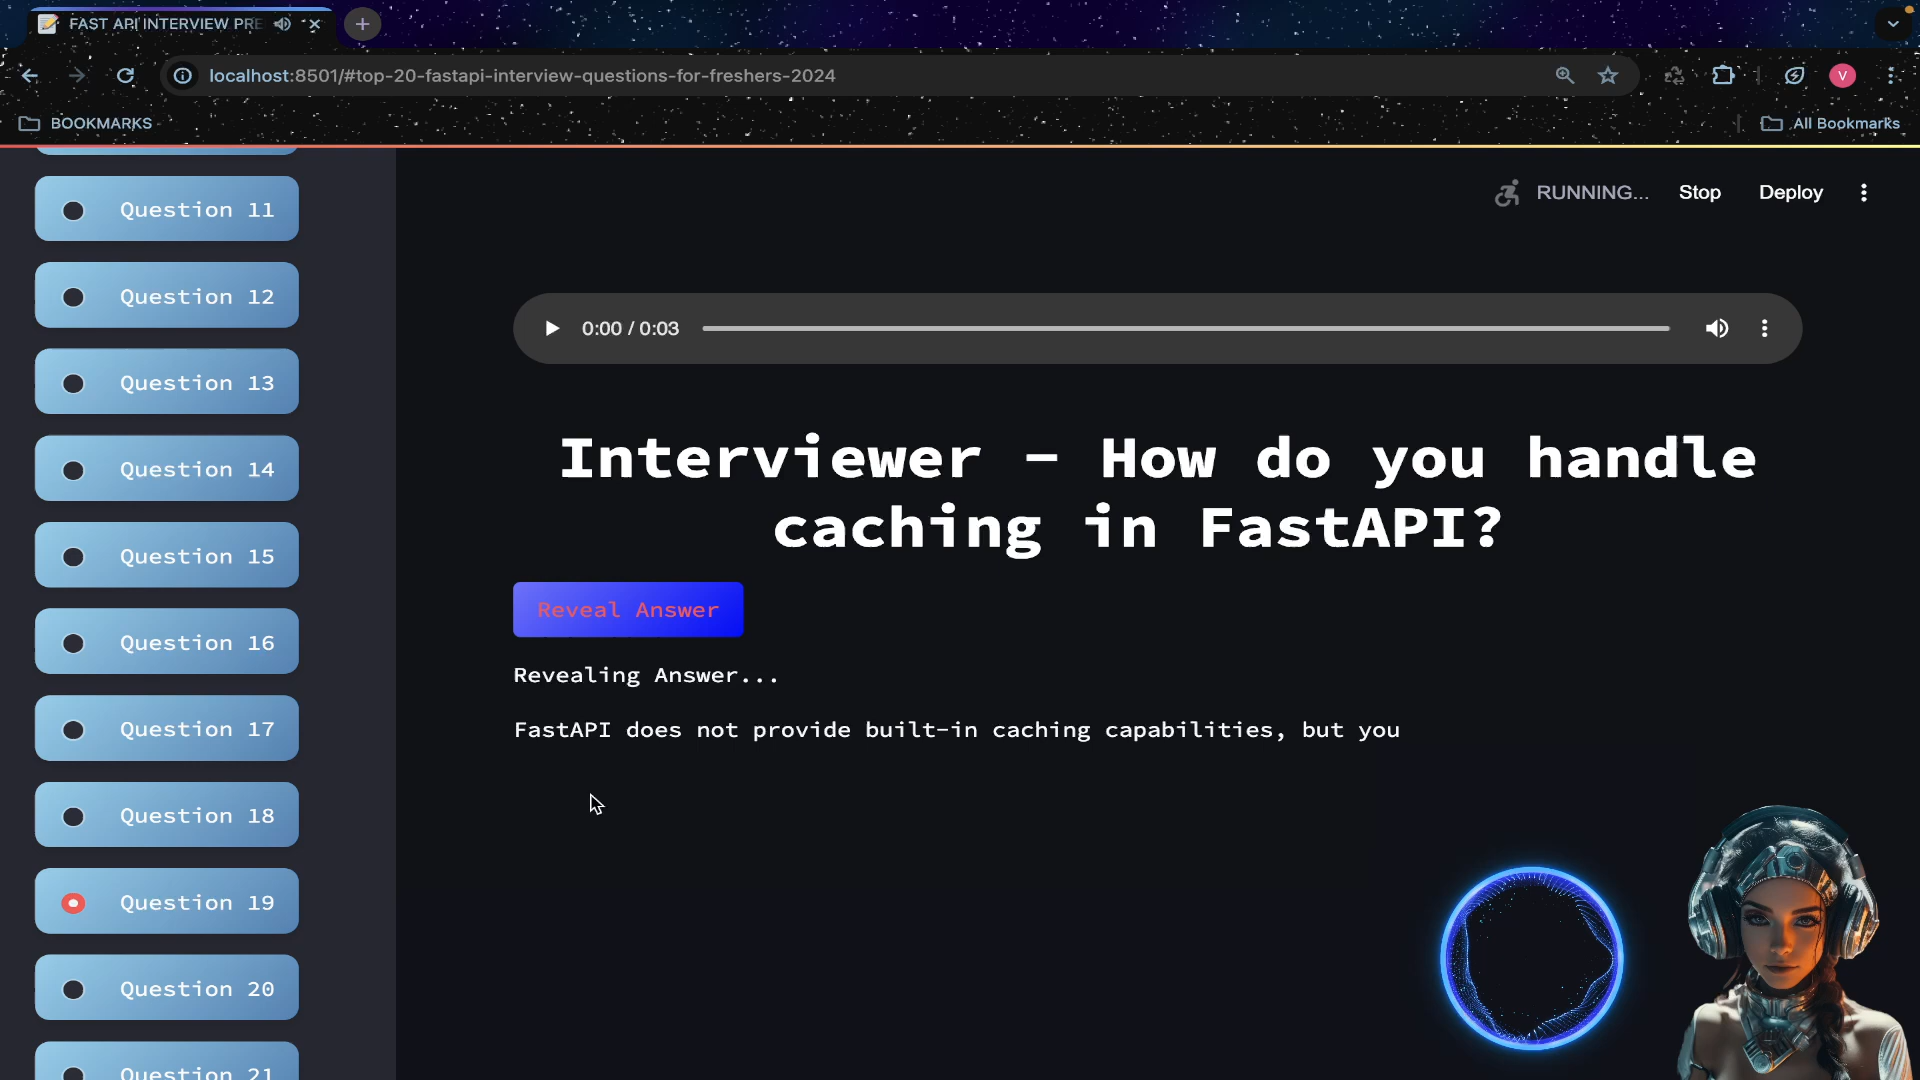 FAST API INTERVIEW PRE
localhost:8501/#top-20-fastapi-interview-questions-for-freshers-2024
V
BOOKMARKS
All Bookmarks
RUNNING...
Stop
Deploy
Question 11
Question 12
Question 13
Question 14
Question 15
Question 16
Question 17
Question 18
Question 19
Question 20
Question 21
0:00 / 0:03
Interviewer - How do you handle
caching in FastAPI?
Reveal Answer
Revealing Answer...
FastAPI does not provide built-in caching capabilities, but you